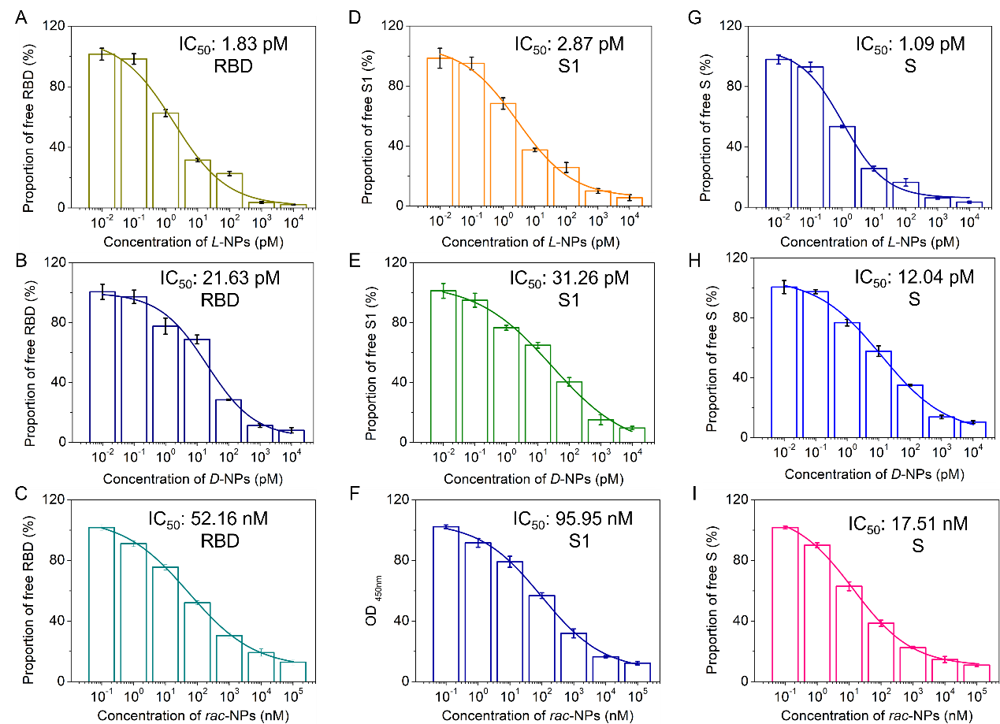 A
Proportion of free RBD (%)
120
80
40
0
IC50: 1.83 pM
RBD
10-2 10-1 100 101 102 103 104
Concentration of L-NPs (pM)
D
Proportion of free S1 (%)
120
80
40
0
IC50: 2.87 pM
S1
10-2 10-1 100 101 102 103 104
Concentration of L-NPs (pM)
G
Proportion of free S (%)
120
80
40
0
IC50: 1.09 pM
S
10-2 10-1 100 101 102 103 104
Concentration of L-NPs (pM)
B
Proportion of free RBD (%)
120
80
40
0
IC50: 21.63 pM
RBD
10-2 10-1 100 101 102 103 104
Concentration of D-NPs (pM)
E
Proportion of free S1 (%)
120
80
40
0
IC50: 31.26 pM
S1
10-2 10-1 100 101 102 103 104
Concentration of D-NPs (pM)
H
Proportion of free S (%)
120
80
40
0
IC50: 12.04 pM
S
10-2 10-1 100 101 102 103 104
Concentration of D-NPs (pM)
C
Proportion of free RBD (%)
120
80
40
0
IC50: 52.16 nM
RBD
10-1 100 101 102 103 104 105
Concentration of rac-NPs (nM)
F
OD 450nm
120
80
40
0
IC50: 95.95 nM
S1
10-1 100 101 102 103 104 105
Concentration of rac-NPs (nM)
I
Proportion of free S (%)
120
80
40
0
IC50: 17.51 nM
S
10-1 100 101 102 103 104 105
Concentration of rac-NPs (nM)